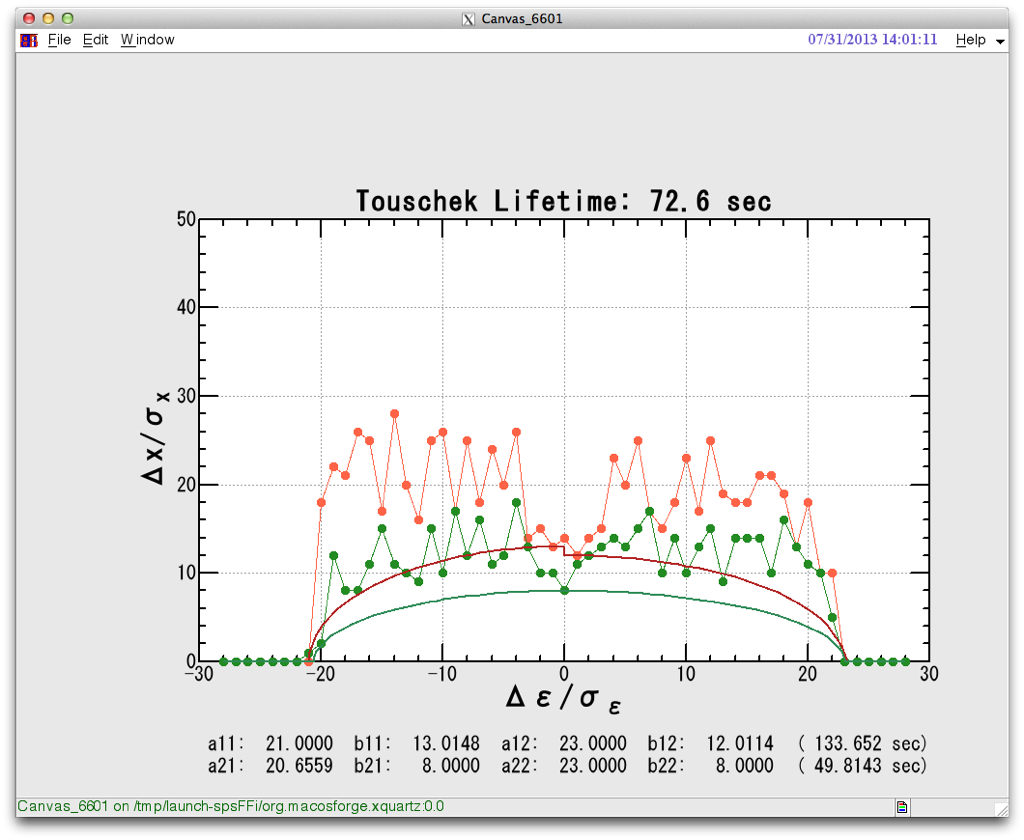 Canvas_6601
File Edit Window 07/31/2013 14:01:11 Help
Touschek Lifetime: 72.6 sec
50
40
30
20
10
0
Δx/σx
-30 -20 -10 0 10 20 30
Δε/σε
a11: 21.0000 b11: 13.0148 a12: 23.0000 b12: 12.0114 ( 133.652 sec)
a21: 20.6559 b21: 8.0000 a22: 23.0000 b22: 8.0000 ( 49.8143 sec)
Canvas_6601 on /tmp/launch-spsFFi/org.macosforge.xquartz:0.0